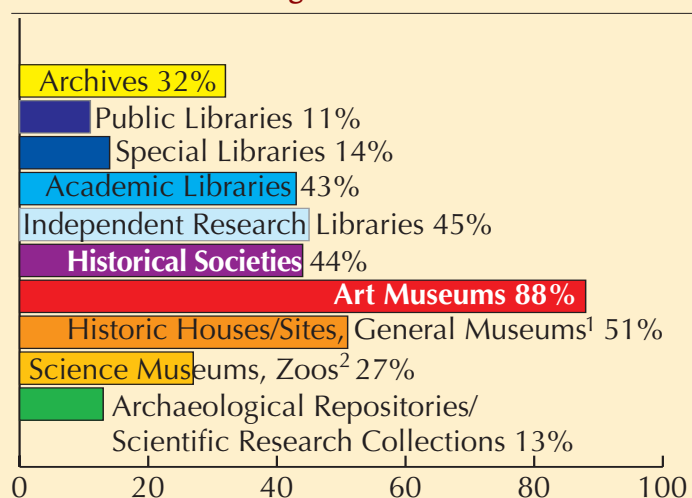 Archives 32%
Public Libraries 11%
Special Libraries 14%
Academic Libraries 43%
Independent Research Libraries 45%
Historical Societies 44%
Art Museums 88%
Historic Houses/Sites, General Museums¹ 51%
Science Museums, Zoos² 27%
Archaeological Repositories/
Scientific Research Collections 13%
0 20 40 60 80 100